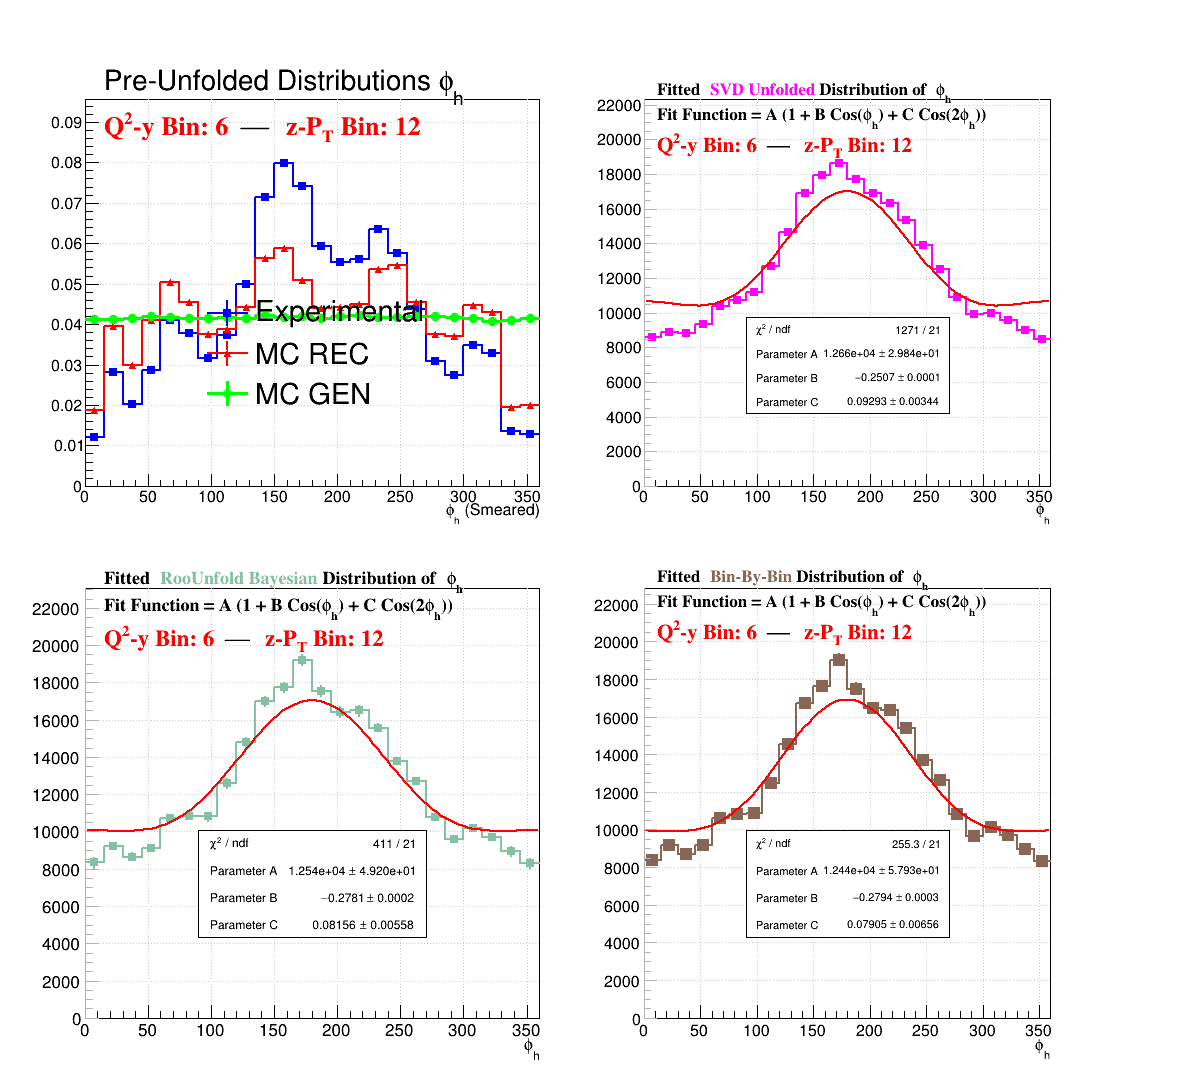 Pre-Unfolded Distributions ϕh
Q²-y Bin: 6 — z-PT Bin: 12
0.09
0.08
0.07
0.06
0.05
0.04
0.03
0.02
0.01
0
Experimental
MC REC
MC GEN
0 50 100 150 200 250 300 350
ϕh (Smeared)
Fitted SVD Unfolded Distribution of ϕh
Fit Function = A (1 + B Cos(ϕh) + C Cos(2ϕh))
Q²-y Bin: 6 — z-PT Bin: 12
22000
20000
18000
16000
14000
12000
10000
8000
6000
4000
2000
0
χ² / ndf 1271 / 21
Parameter A 1.266e+04 ± 2.984e+01
Parameter B −0.2507 ± 0.0001
Parameter C 0.09293 ± 0.00344
0 50 100 150 200 250 300 350
ϕh
Fitted RooUnfold Bayesian Distribution of ϕh
Fit Function = A (1 + B Cos(ϕh) + C Cos(2ϕh))
Q²-y Bin: 6 — z-PT Bin: 12
22000
20000
18000
16000
14000
12000
10000
8000
6000
4000
2000
0
χ² / ndf 411 / 21
Parameter A 1.254e+04 ± 4.920e+01
Parameter B −0.2781 ± 0.0002
Parameter C 0.08156 ± 0.00558
0 50 100 150 200 250 300 350
ϕh
Fitted Bin-By-Bin Distribution of ϕh
Fit Function = A (1 + B Cos(ϕh) + C Cos(2ϕh))
Q²-y Bin: 6 — z-PT Bin: 12
22000
20000
18000
16000
14000
12000
10000
8000
6000
4000
2000
0
χ² / ndf 255.3 / 21
Parameter A 1.244e+04 ± 5.793e+01
Parameter B −0.2794 ± 0.0003
Parameter C 0.07905 ± 0.00656
0 50 100 150 200 250 300 350
ϕh